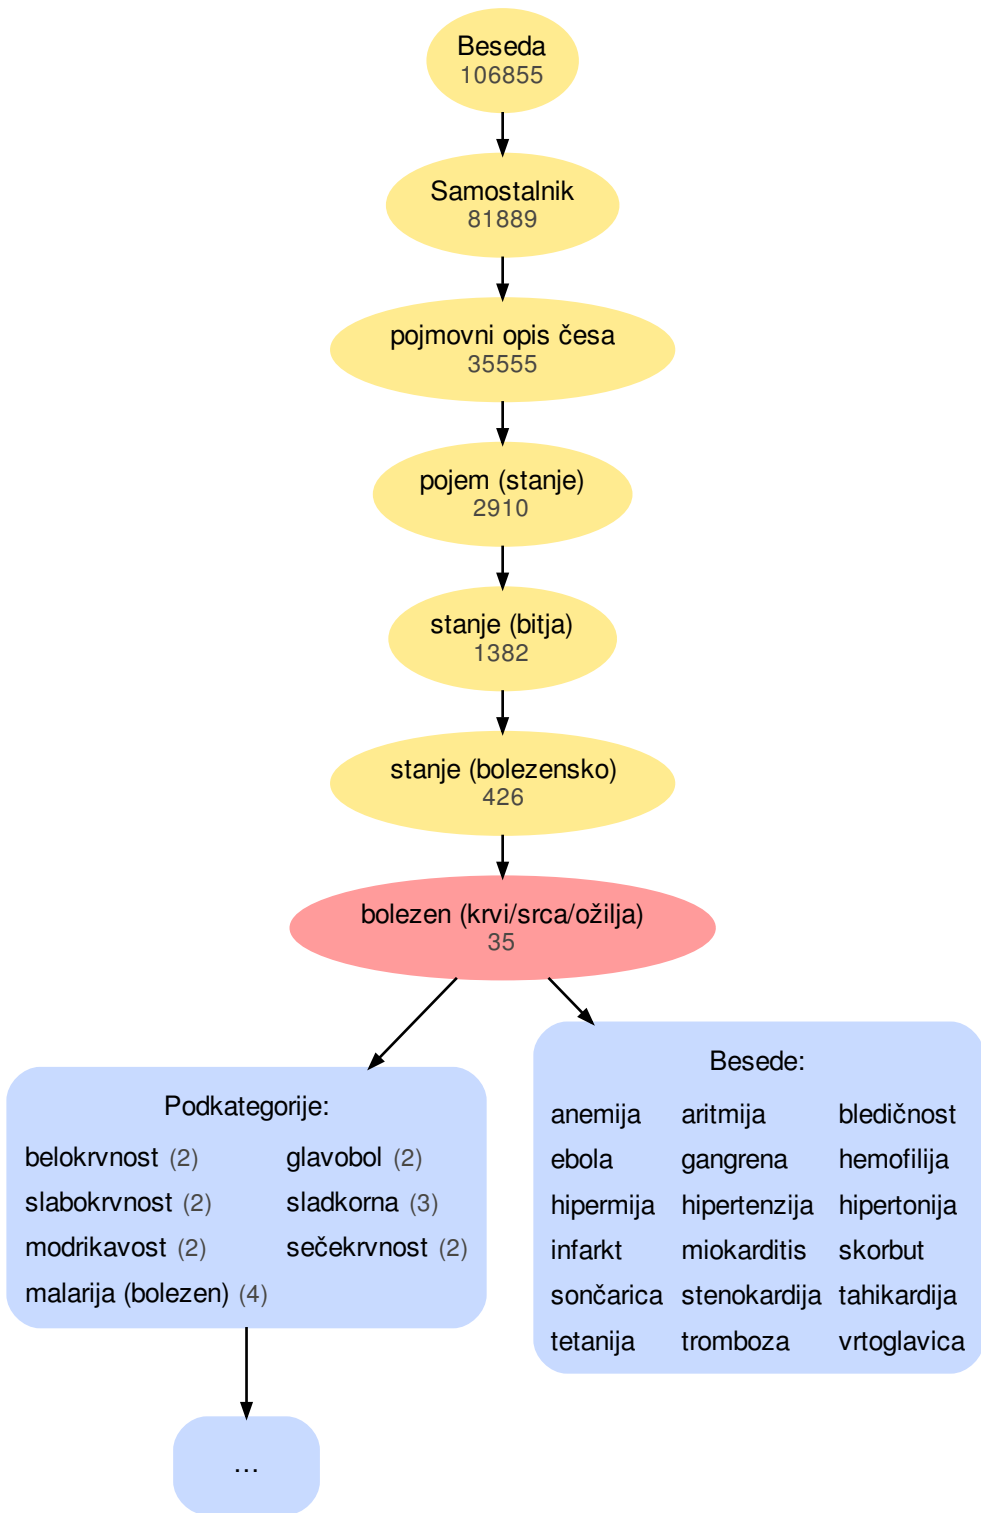 Beseda
106855
Samostalnik
81889
pojmovni opis česa
35555
pojem (stanje)
2910
stanje (bitja)
1382
stanje (bolezensko)
426
bolezen (krvi/srca/ožilja)
35
Podkategorije:
belokrvnost (2) glavobol (2)
slabokrvnost (2) sladkorna (3)
modrikavost (2) sečekrvnost (2)
malarija (bolezen) (4)
...
Besede:
anemija aritmija bledičnost
ebola gangrena hemofilija
hipermija hipertenzija hipertonija
infarkt miokarditis skorbut
sončarica stenokardija tahikardija
tetanija tromboza vrtoglavica